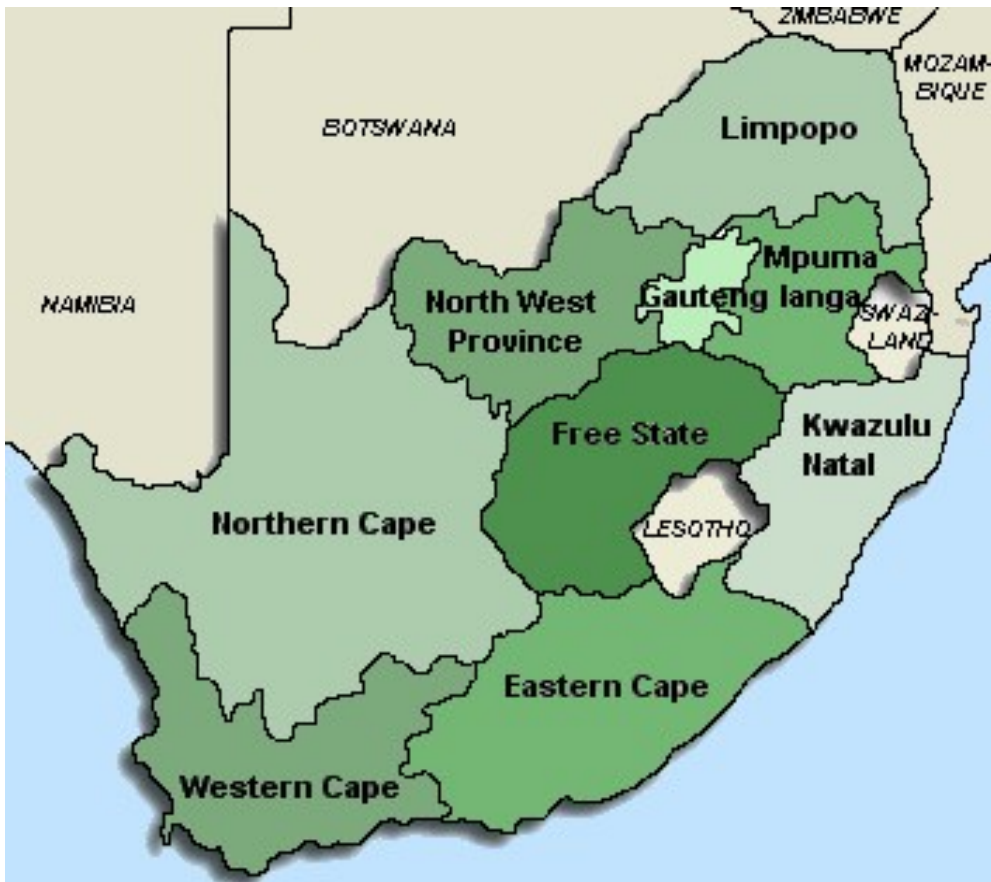 ZIMBABWE
MOZAM-
BIQUE
BOTSWANA
Limpopo
NAMIBIA
Mpuma
langa
Gauteng
North West
Province
SWAZI-
LAND
Free State
Kwazulu
Natal
Northern Cape
LESOTHO
Eastern Cape
Western Cape